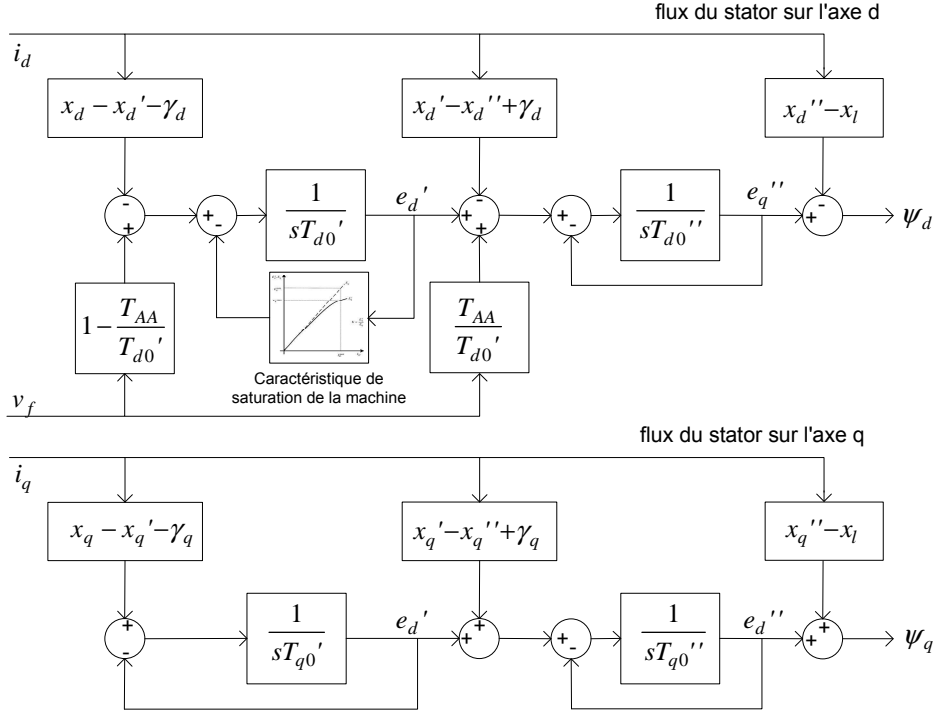 flux du stator sur l'axe d
i_d
x_d − x_d' − γ_d
x_d' − x_d'' + γ_d
x_d'' − x_l
- + + - 1/(sT_d0') e_d' - + + + - 1/(sT_d0'') e_q'' + - ψ_d
1 − T_AA/T_d0'
T_AA/T_d0'
Caractéristique de
saturation de la machine
v_f
flux du stator sur l'axe q
i_q
x_q − x_q' − γ_q
x_q' − x_q'' + γ_q
x_q'' − x_l
+ - 1/(sT_q0') e_d' + + + - 1/(sT_q0'') e_d'' + + ψ_q